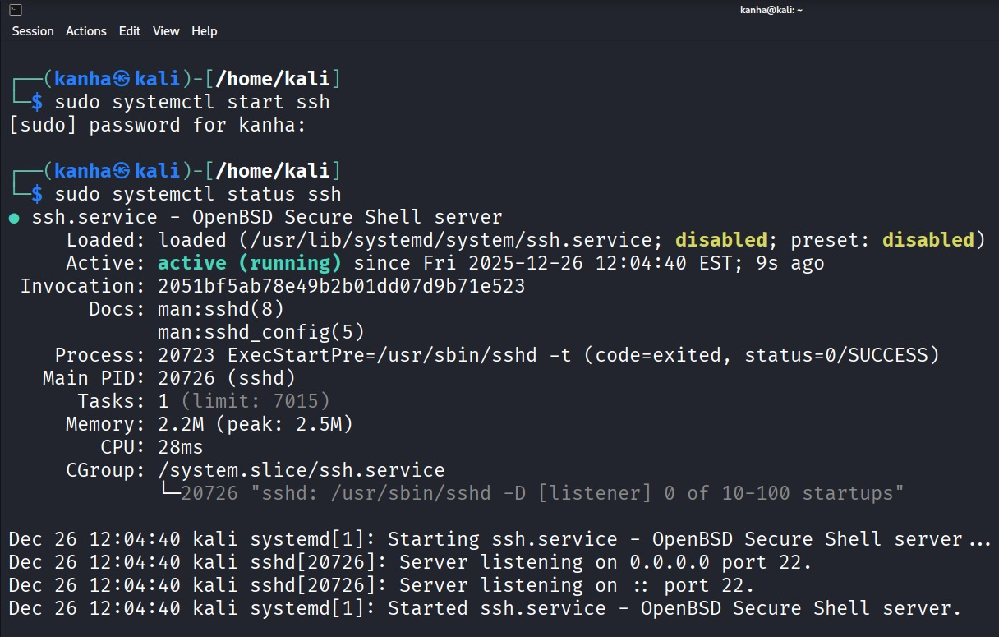 kanha@kali: ~
Session Actions Edit View Help
┌──(kanha㉿kali)-[/home/kali]
└─$ sudo systemctl start ssh
[sudo] password for kanha:
┌──(kanha㉿kali)-[/home/kali]
└─$ sudo systemctl status ssh
● ssh.service - OpenBSD Secure Shell server
Loaded: loaded (/usr/lib/systemd/system/ssh.service; disabled; preset: disabled)
Active: active (running) since Fri 2025-12-26 12:04:40 EST; 9s ago
Invocation: 2051bf5ab78e49b2b01dd07d9b71e523
Docs: man:sshd(8)
man:sshd_config(5)
Process: 20723 ExecStartPre=/usr/sbin/sshd -t (code=exited, status=0/SUCCESS)
Main PID: 20726 (sshd)
Tasks: 1 (limit: 7015)
Memory: 2.2M (peak: 2.5M)
CPU: 28ms
CGroup: /system.slice/ssh.service
└─20726 "sshd: /usr/sbin/sshd -D [listener] 0 of 10-100 startups"
Dec 26 12:04:40 kali systemd[1]: Starting ssh.service - OpenBSD Secure Shell server...
Dec 26 12:04:40 kali sshd[20726]: Server listening on 0.0.0.0 port 22.
Dec 26 12:04:40 kali sshd[20726]: Server listening on :: port 22.
Dec 26 12:04:40 kali systemd[1]: Started ssh.service - OpenBSD Secure Shell server.